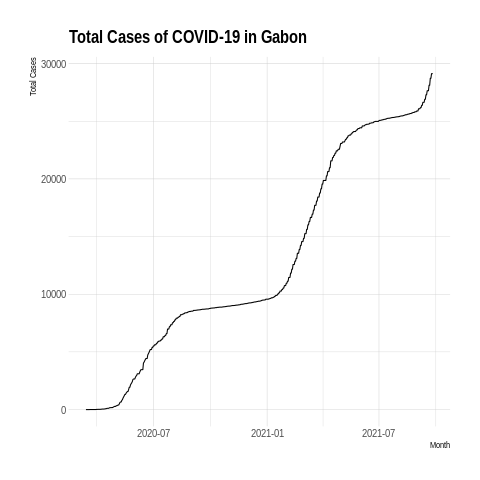 Total Cases of COVID-19 in Gabon
Total Cases
30000
20000
10000
0
2020-07
2021-01
2021-07
Month